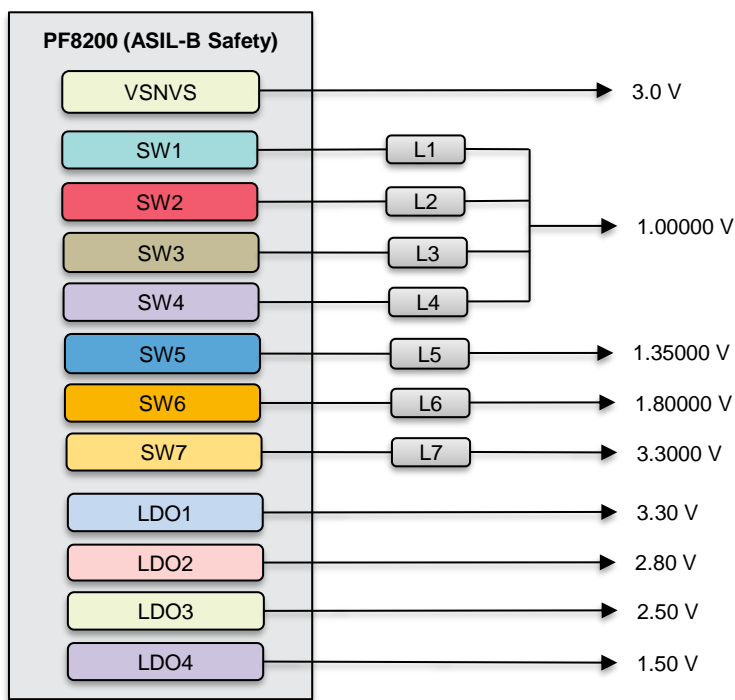 PF8200 (ASIL-B Safety)
VSNVS 3.0 V
SW1 L1
SW2 L2
1.00000 V
SW3 L3
SW4 L4
SW5 L5 1.35000 V
SW6 L6 1.80000 V
SW7 L7 3.3000 V
LDO1 3.30 V
LDO2 2.80 V
LDO3 2.50 V
LDO4 1.50 V